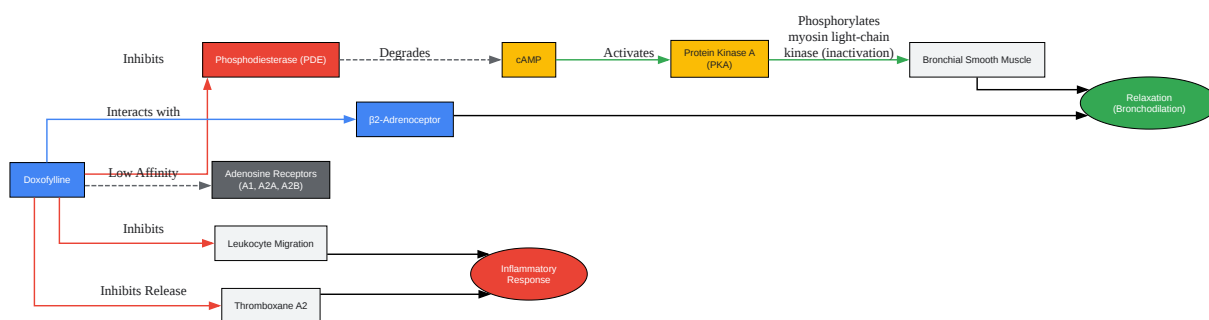 Phosphorylates
myosin light-chain
kinase (inactivation)
Inhibits
Phosphodiesterase (PDE)
Degrades
cAMP
Activates
Protein Kinase A
(PKA)
Bronchial Smooth Muscle
Relaxation
(Bronchodilation)
Interacts with
β2-Adrenoceptor
Doxofylline
Low Affinity
Adenosine Receptors
(A1, A2A, A2B)
Inhibits
Leukocyte Migration
Inflammatory
Response
Inhibits Release
Thromboxane A2